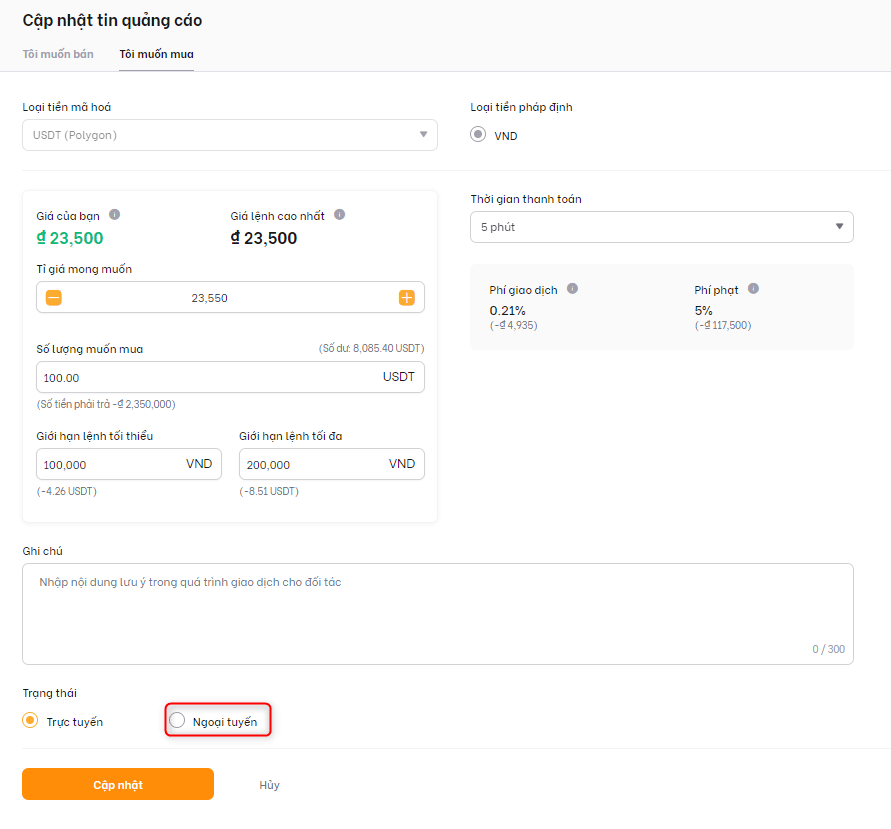 Cập nhật tin quảng cáo
Tôi muốn bán Tôi muốn mua
Loại tiền mã hoá
USDT (Polygon)
Loại tiền pháp định
VND
Giá của bạn
₫ 23,500
Giá lệnh cao nhất
₫ 23,500
Tỉ giá mong muốn
23,550
Số lượng muốn mua (Số dư: 8,085.40 USDT)
100.00 USDT
(Số tiền phải trả ~₫ 2,350,000)
Giới hạn lệnh tối thiểu
100,000 VND
(~4.26 USDT)
Giới hạn lệnh tối đa
200,000 VND
(~8.51 USDT)
Thời gian thanh toán
5 phút
Phí giao dịch
0.21%
(~₫ 4,935)
Phí phạt
5%
(~₫ 117,500)
Ghi chú
Nhập nội dung lưu ý trong quá trình giao dịch cho đối tác
0 / 300
Trạng thái
Trực tuyến Ngoại tuyến
Cập nhật Hủy